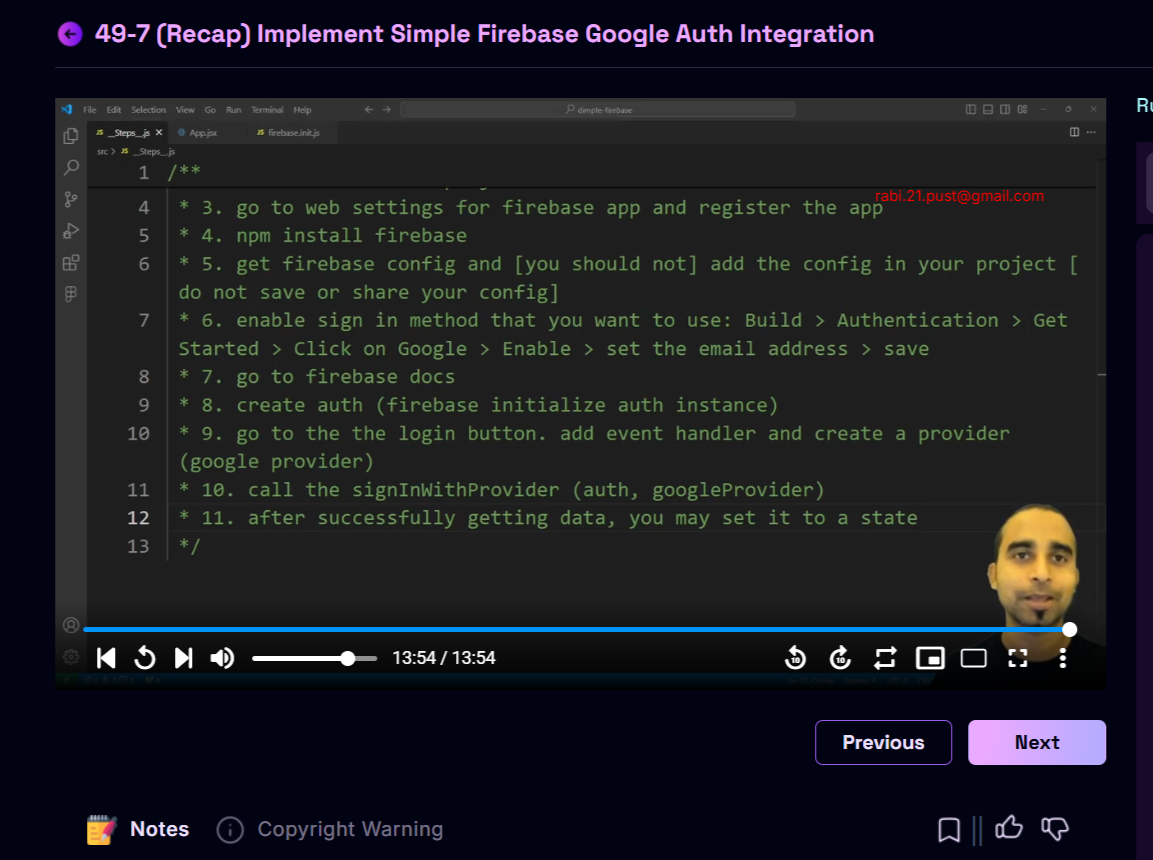 49-7 (Recap) Implement Simple Firebase Google Auth Integration
Ru
File Edit Selection View Go Run Terminal Help
dimple-firebase
JS __Steps__.js App.jsx JS firebase.init.js
src > JS __Steps__.js
1 /**
rabi.21.pust@gmail.com
4 * 3. go to web settings for firebase app and register the app
5 * 4. npm install firebase
6 * 5. get firebase config and [you should not] add the config in your project [
do not save or share your config]
7 * 6. enable sign in method that you want to use: Build > Authentication > Get
Started > Click on Google > Enable > set the email address > save
8 * 7. go to firebase docs
9 * 8. create auth (firebase initialize auth instance)
10 * 9. go to the the login button. add event handler and create a provider
(google provider)
11 * 10. call the signInWithProvider (auth, googleProvider)
12 * 11. after successfully getting data, you may set it to a state
13 */
13:54 / 13:54
10 10
Previous Next
Notes Copyright Warning